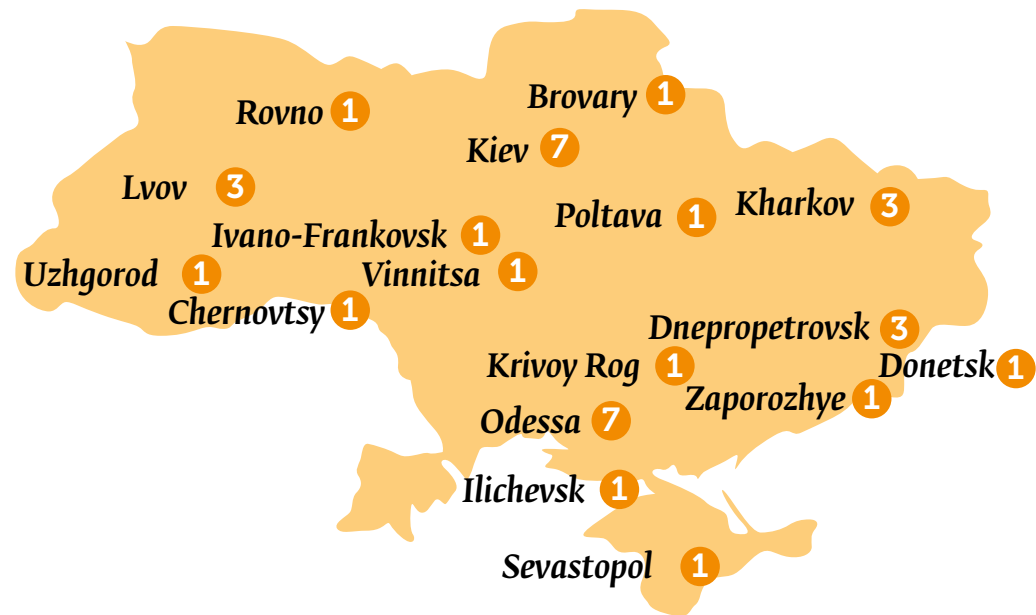 Brovary 1
Rovno 1
Kiev 7
Lvov 3
Kharkov 3
Poltava 1
Ivano-Frankovsk 1
Uzhgorod 1
Vinnitsa 1
Chernovtsy 1
Dnepropetrovsk 3
Krivoy Rog 1
Donetsk 1
Zaporozhye 1
Odessa 7
Ilichevsk 1
Sevastopol 1